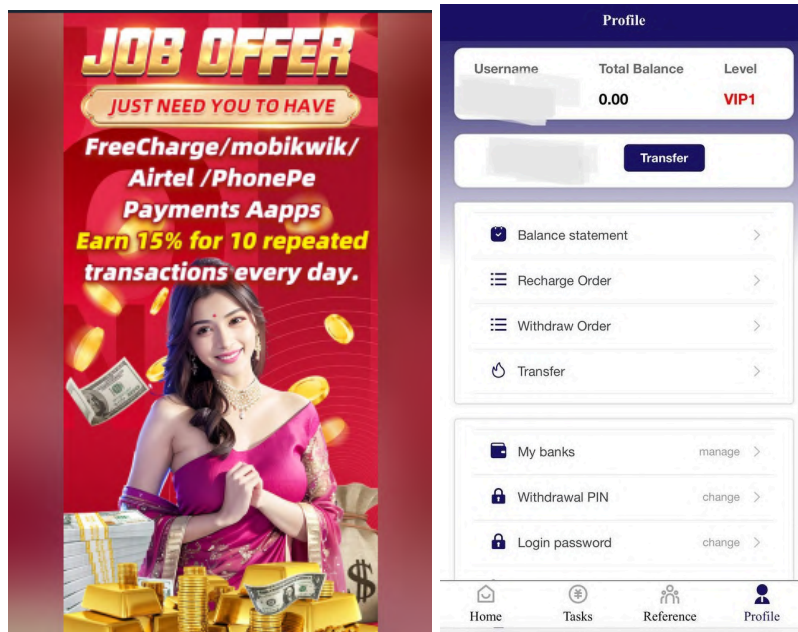 JOB OFFER
JUST NEED YOU TO HAVE
FreeCharge/mobikwik/
Airtel /PhonePe
Payments Aapps
Earn 15% for 10 repeated
transactions every day.
Profile
Username Total Balance Level
0.00 VIP1
Transfer
Balance statement
Recharge Order
Withdraw Order
Transfer
My banks manage
Withdrawal PIN change
Login password change
Home Tasks Reference Profile